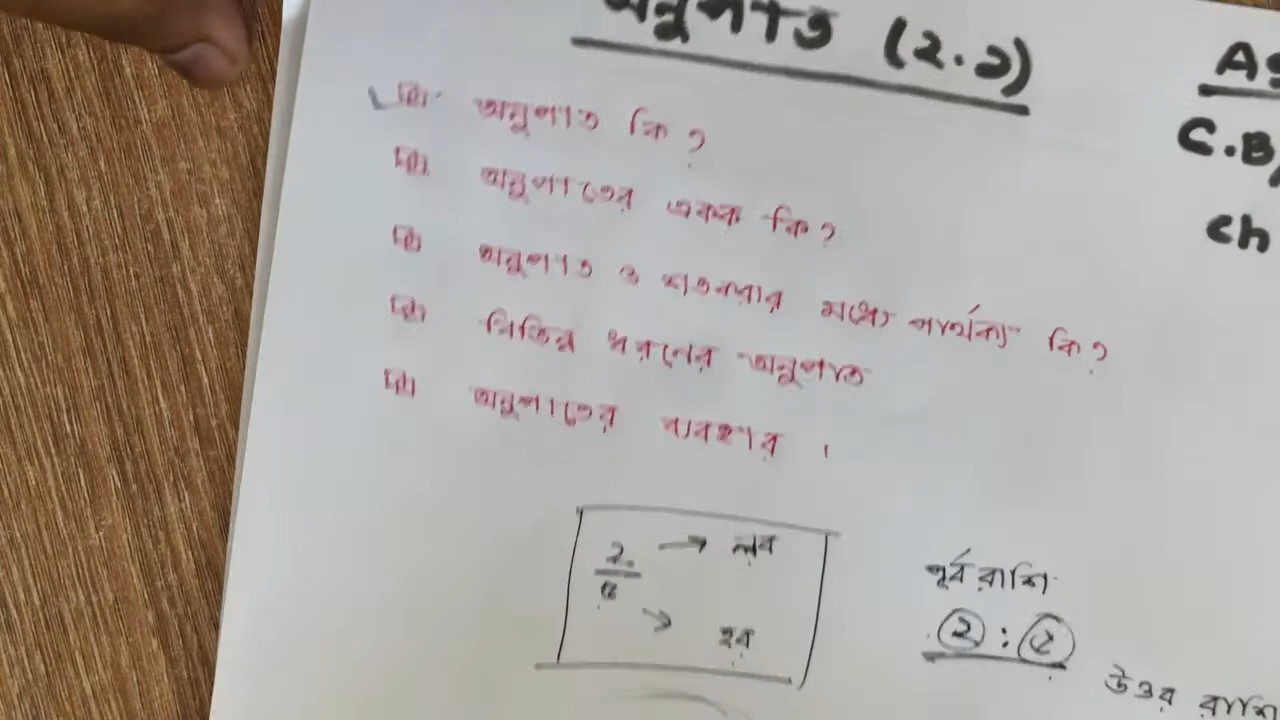 অনুপাত (২.১)
অনুপাত কি?
অনুপাতের একক কি?
অনুপাত ও শতকরার মধ্যে পার্থক্য কি?
বিভিন্ন ধরনের অনুপাত
অনুপাতের ব্যবহার ।
C.B
ch
২ → লব
৫ → হর
পূর্ব রাশি
২ : ৫
উত্তর রাশি